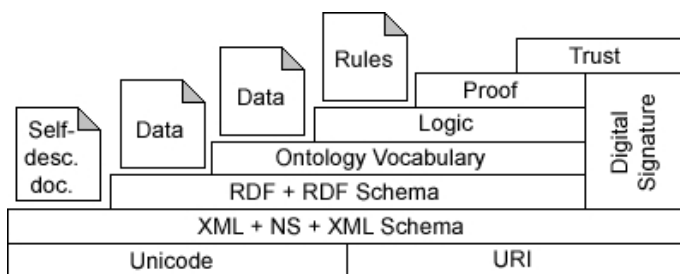 Rules
Trust
Data
Proof
Self-
desc.
doc.
Data
Logic
Digital
Signature
Ontology Vocabulary
RDF + RDF Schema
XML + NS + XML Schema
Unicode
URI